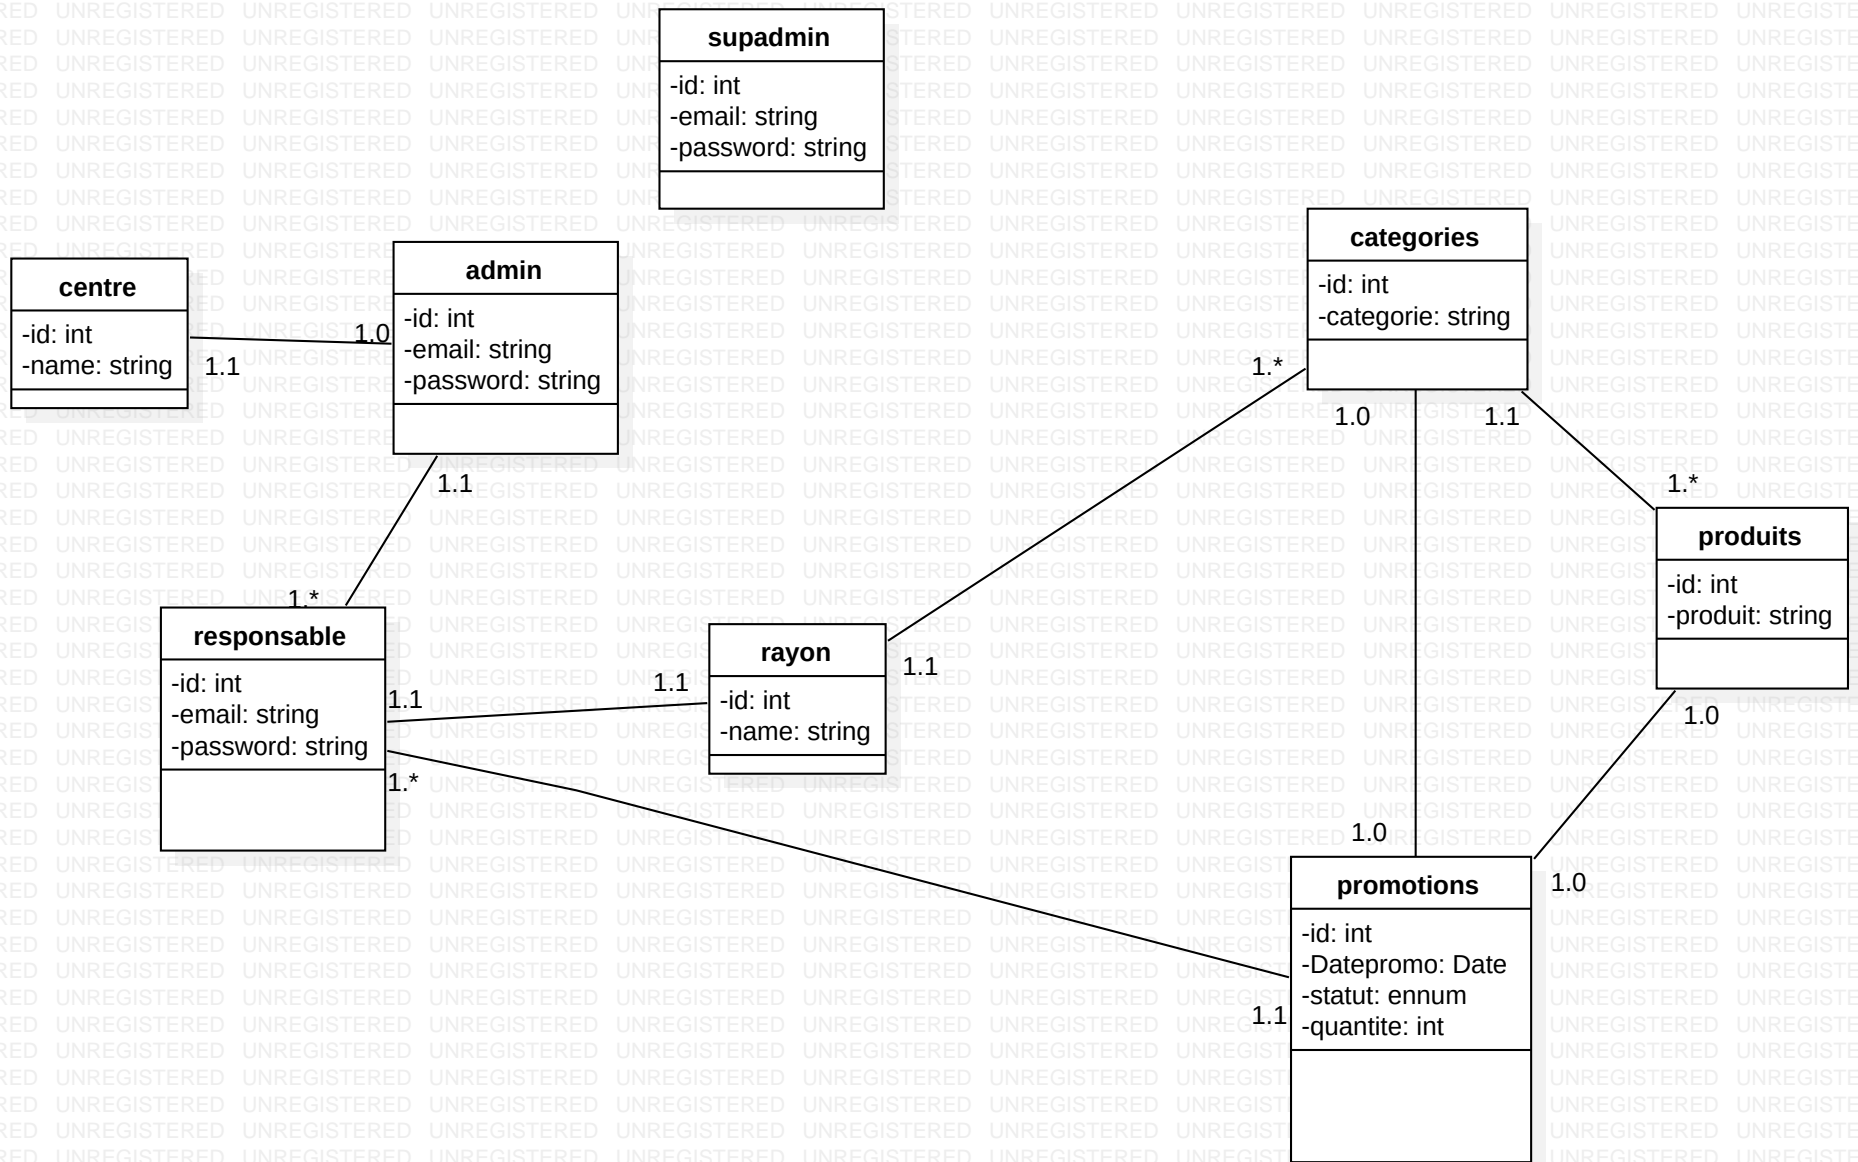 supadmin
-id: int
-email: string
-password: string
categories
-id: int
-categorie: string
centre
-id: int
-name: string
admin
-id: int
-email: string
-password: string
1.0
1.1
1.*
1.0
1.1
1.1
1.*
produits
-id: int
-produit: string
1.*
responsable
-id: int
-email: string
-password: string
rayon
-id: int
-name: string
1.1
1.1
1.1
1.*
1.0
1.0
1.0
promotions
-id: int
-Datepromo: Date
-statut: ennum
-quantite: int
1.1
UNREGISTERED